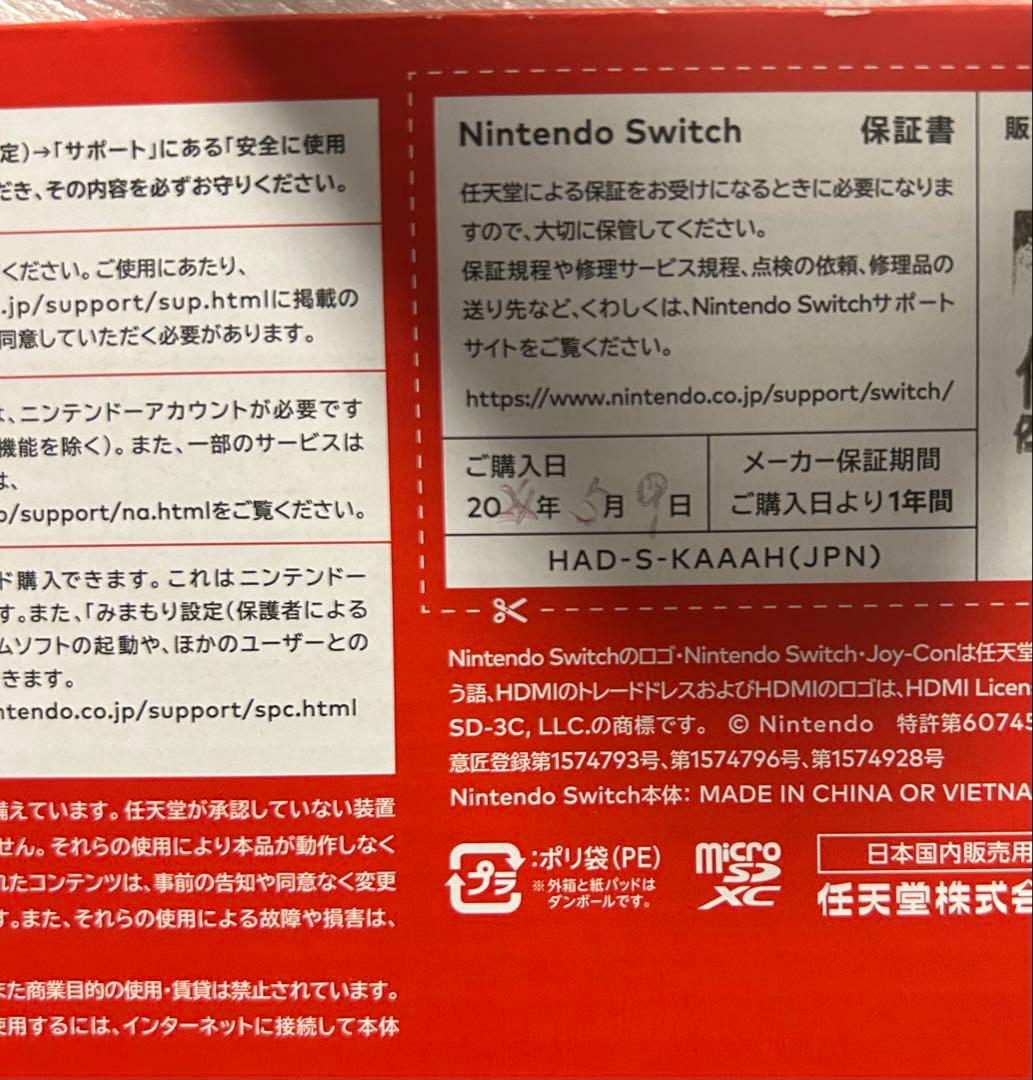 定)→「サポート」にある「安全に使用
だき、その内容を必ずお守りください。
ください。ご使用にあたり、
.jp/support/sup.htmlに掲載の
同意していただく必要があります。
は、ニンテンドーアカウントが必要です
機能を除く)。また、一部のサービスは
は、
p/support/na.htmlをご覧ください。
ド購入できます。これはニンテンドー
す。また、「みまもり設定(保護者による
ムソフトの起動や、ほかのユーザーとの
きます。
ntendo.co.jp/support/spc.html
備えています。任天堂が承認していない装置
せん。それらの使用により本品が動作しなく
れたコンテンツは、事前の告知や同意なく変更
す。また、それらの使用による故障や損害は、
また商業目的の使用・賃貸は禁止されています。
使用するには、インターネットに接続して本体
Nintendo Switch 保証書
任天堂による保証をお受けになるときに必要になりま
すので、大切に保管してください。
保証規程や修理サービス規程、点検の依頼、修理品の
送り先など、くわしくは、Nintendo Switchサポート
サイトをご覧ください。
https://www.nintendo.co.jp/support/switch/
ご購入日
20年5月9日
メーカー保証期間
ご購入日より1年間
HAD-S-KAAAH(JPN)
販
Nintendo Switchのロゴ・Nintendo Switch・Joy-Conは任天堂
う語、HDMIのトレードドレスおよびHDMIのロゴは、HDMI Licen
SD-3C, LLC.の商標です。 © Nintendo 特許第60745
意匠登録第1574793号、第1574796号、第1574928号
Nintendo Switch本体: MADE IN CHINA OR VIETNA
プラ
:ポリ袋(PE)
※外箱と紙パッドは
ダンボールです。
micro SD XC
日本国内販売用
任天堂株式会